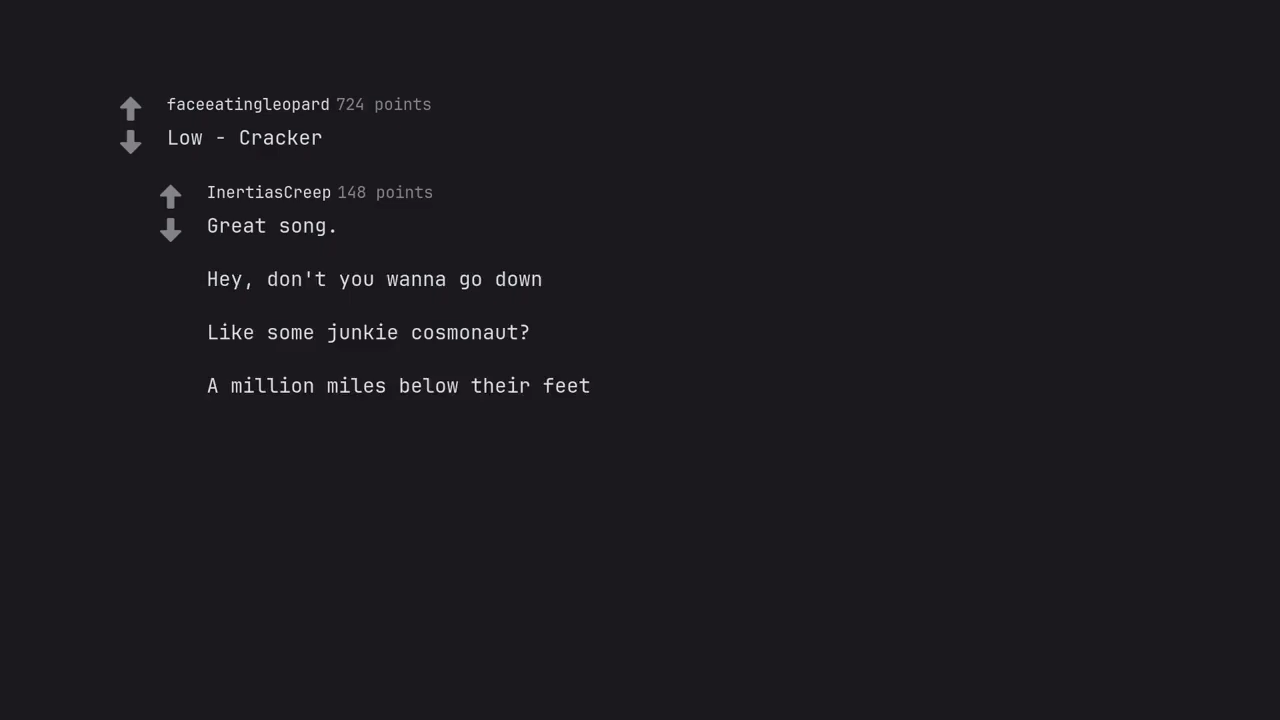 faceeatingleopard 724 points
Low - Cracker
InertiasCreep 148 points
Great song.
Hey, don't you wanna go down
Like some junkie cosmonaut?
A million miles below their feet